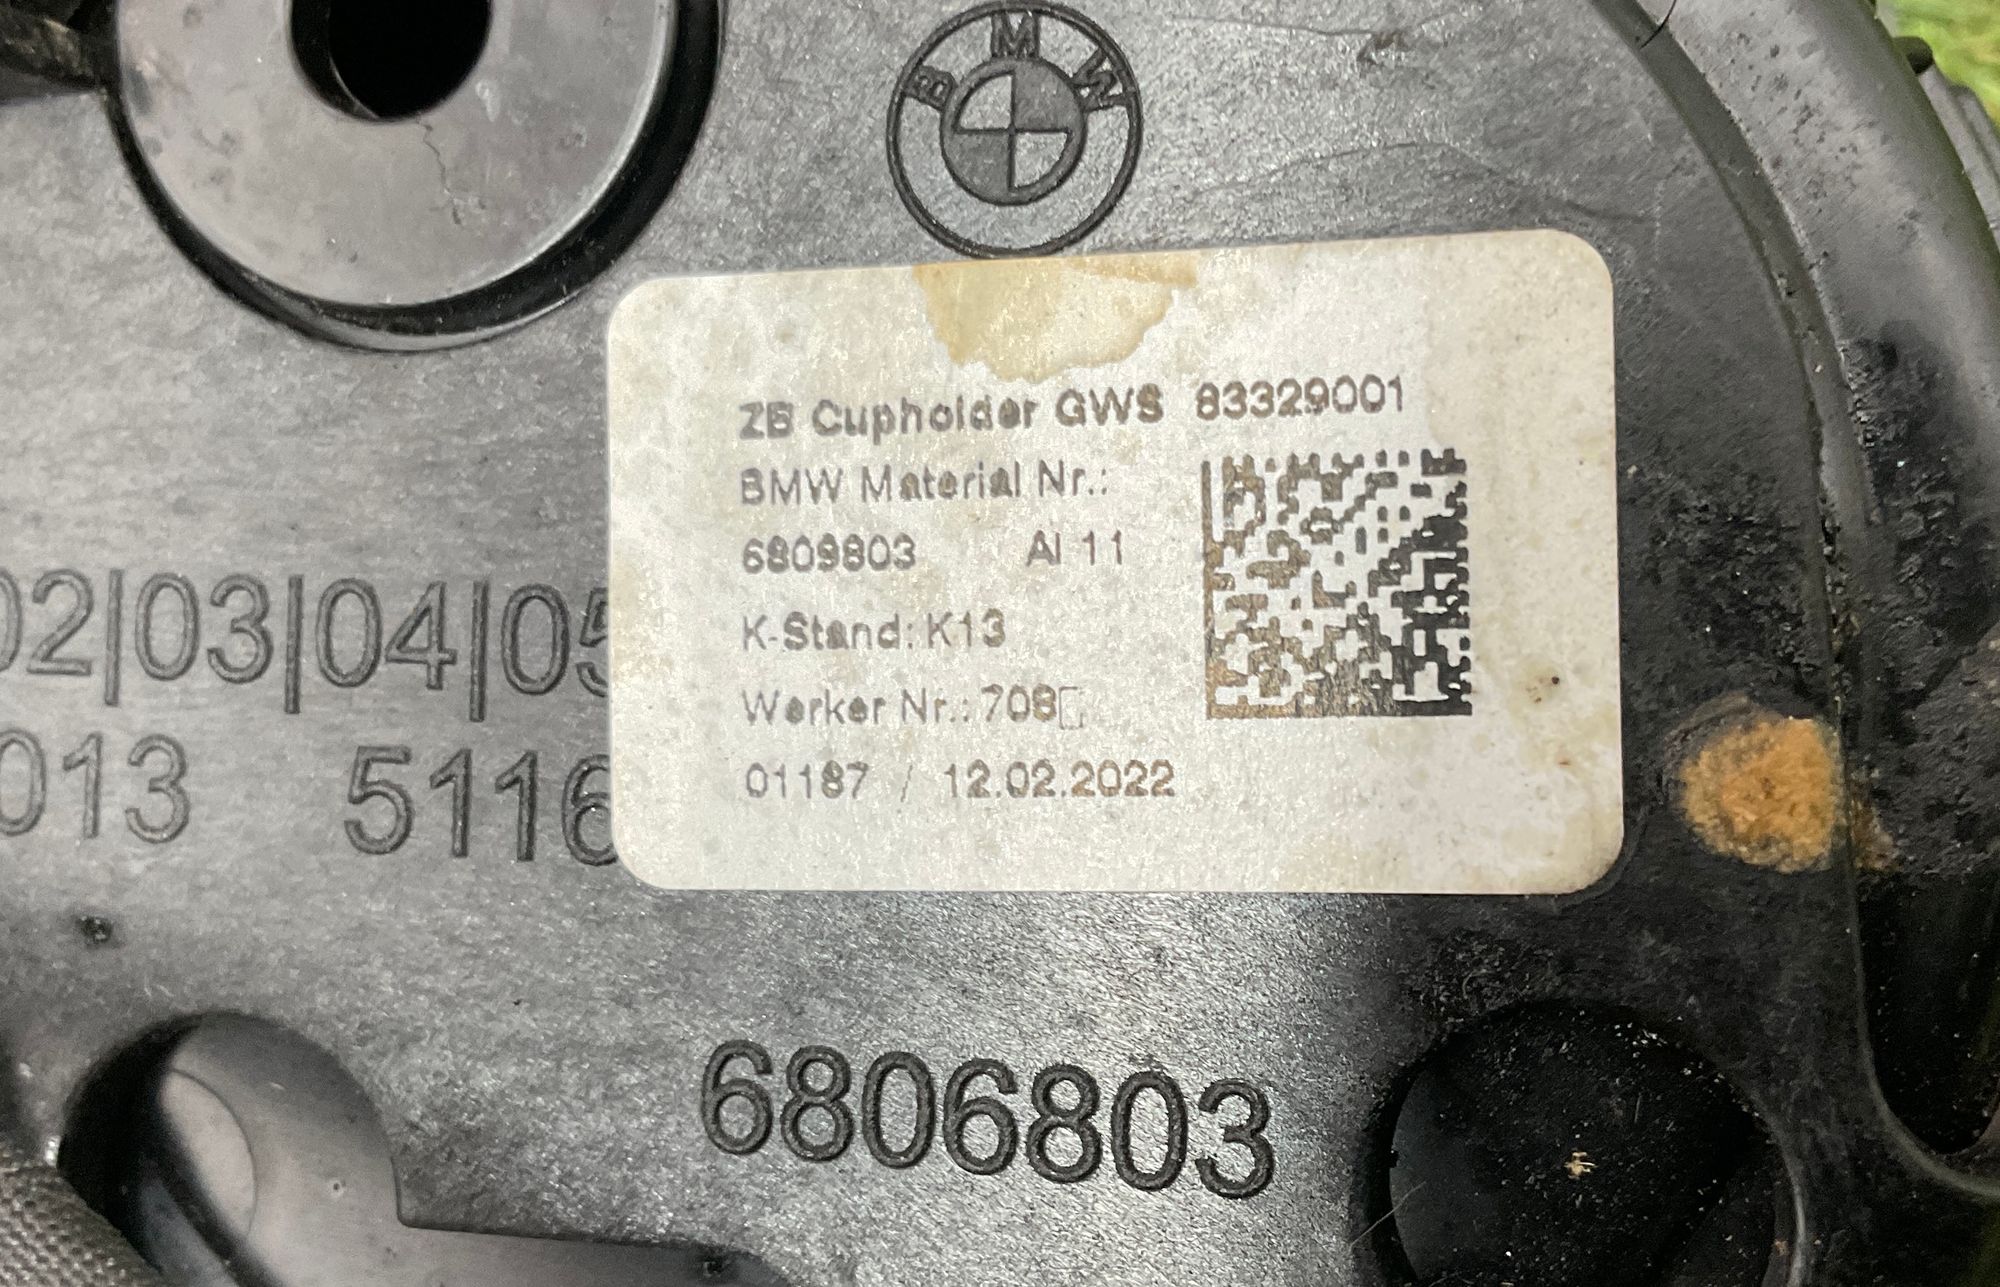 BMW
ZB Cupholder GWS 83329001
BMW Material Nr.:
6809803 AI 11
K-Stand: K13
Werker Nr.: 708
01187 / 12.02.2022
02|03|04|05
013 5116
6806803